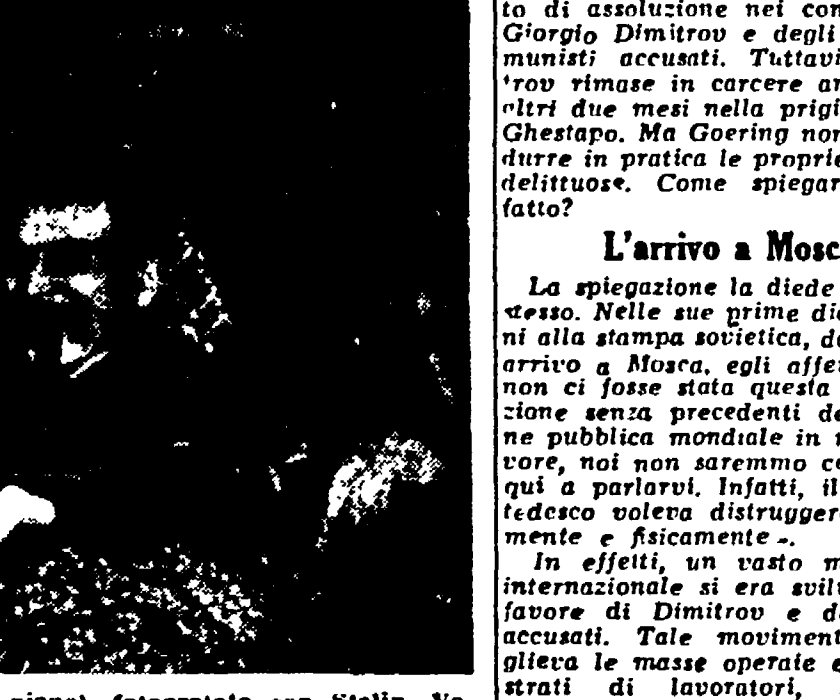 to di assoluzione nei con
Giorgio Dimitrov e degli
munisti accusati. Tuttavi
trov rimase in carcere an
altri due mesi nella prigi
Ghestapo. Ma Goering non
durre in pratica le proprie
delittuose. Come spiegar
fatto?
L'arrivo a Mosc
La spiegazione la diede
stesso. Nelle sue prime di
ni alla stampa sovietica, d
arrivo a Mosca, egli affer
non ci fosse stata questa
zione senza precedenti de
ne pubblica mondiale in
vore, noi non saremmo
qui a parlarvi. Infatti, il
tedesco voleva distrugger
mente e fisicamente ».
In effetti, un vasto m
internazionale si era svil
favore di Dimitrov e d
accusati. Tale moviment
glieva le masse operaie e
strati di lavoratori,
fotografato con Stalin.